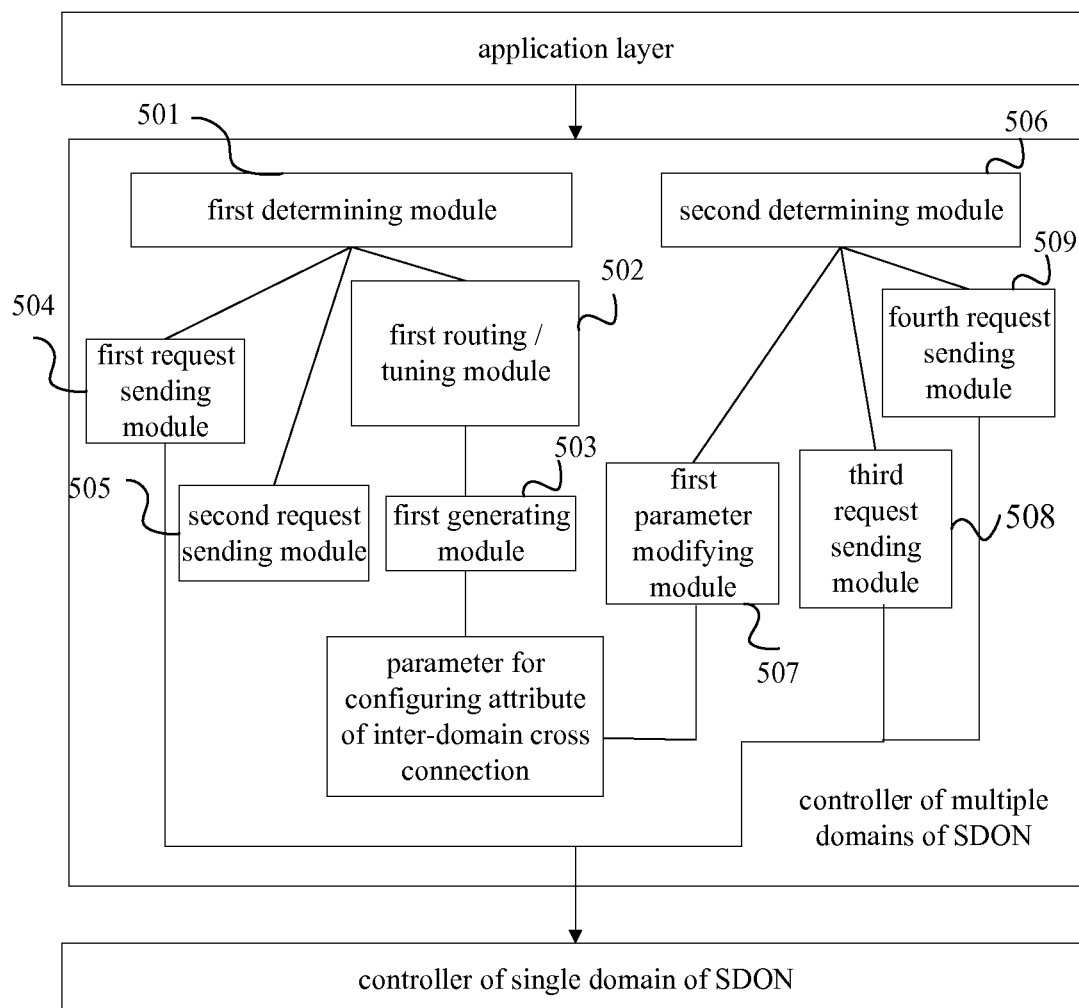 application layer
501
506
first determining module
second determining module
502
509
504
first routing /
tuning module
fourth request
sending
module
first request
sending
module
503
505
second request
sending module
first generating
module
first
parameter
modifying
module
third
request
sending
module
508
507
parameter for
configuring attribute
of inter-domain cross
connection
controller of multiple
domains of SDON
controller of single domain of SDON